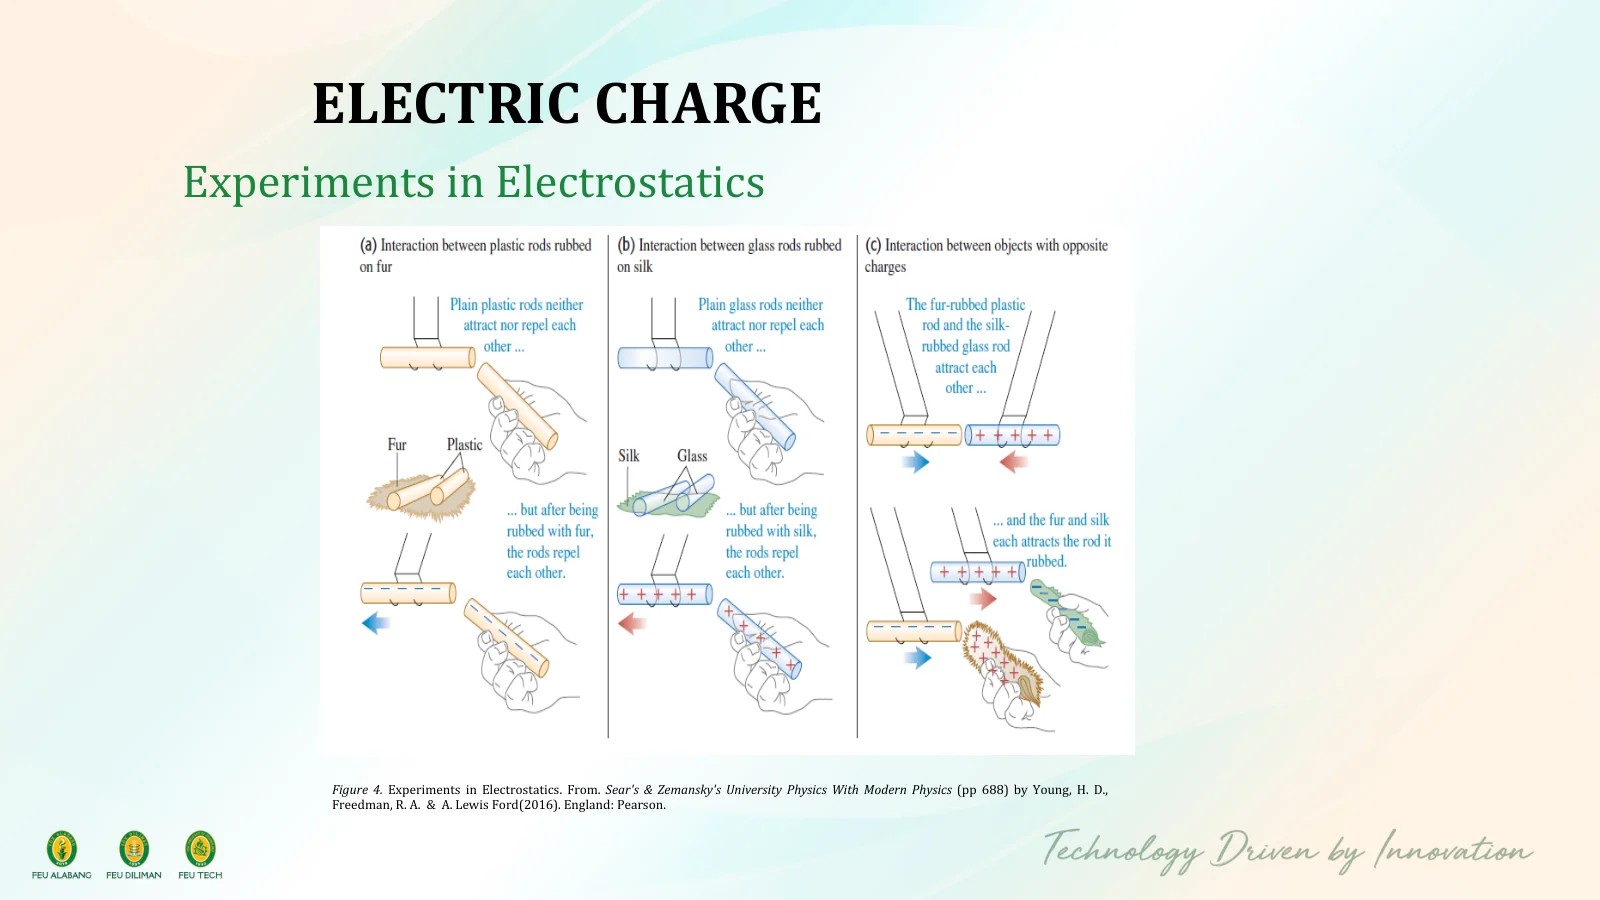 ELECTRIC CHARGE
Experiments in Electrostatics
(a) Interaction between plastic rods rubbed
on fur
Plain plastic rods neither
attract nor repel each
other ...
Fur
Plastic
... but after being
rubbed with fur,
the rods repel
each other.
(b) Interaction between glass rods rubbed
on silk
Plain glass rods neither
attract nor repel each
other ...
Silk
Glass
... but after being
rubbed with silk,
the rods repel
each other.
(c) Interaction between objects with opposite
charges
The fur-rubbed plastic
rod and the silk-
rubbed glass rod
attract each
other ...
... and the fur and silk
each attracts the rod it
rubbed.
Figure 4. Experiments in Electrostatics. From. Sear's & Zemansky's University Physics With Modern Physics (pp 688) by Young, H. D.,
Freedman, R. A. & A. Lewis Ford(2016). England: Pearson.
FEU ALABANG
FEU DILIMAN
FEU TECH
Technology Driven by Innovation